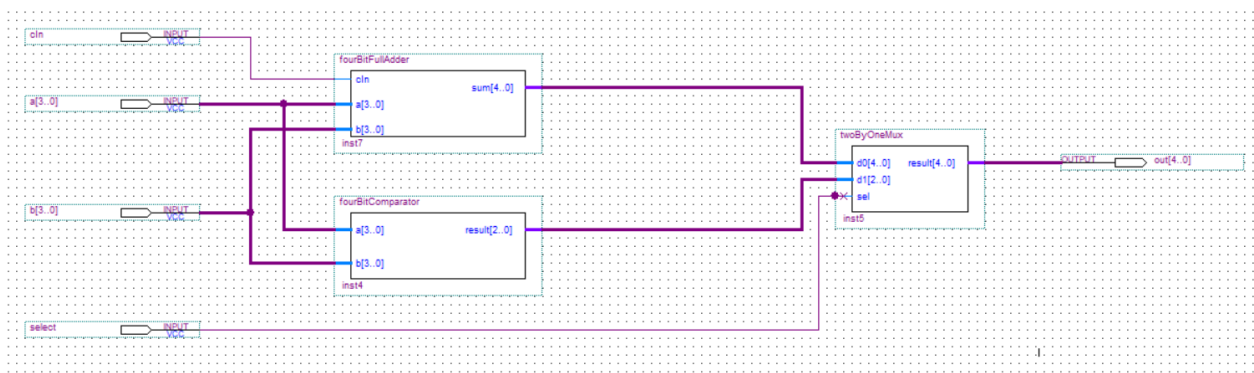 cIn INPUT VCC
a[3..0] INPUT VCC
b[3..0] INPUT VCC
select INPUT VCC
fourBitFullAdder
cIn
a[3..0]
b[3..0]
sum[4..0]
inst7
fourBitComparator
a[3..0]
b[3..0]
result[2..0]
inst4
twoByOneMux
d0[4..0]
d1[2..0]
sel
result[4..0]
inst5
OUTPUT out[4..0]